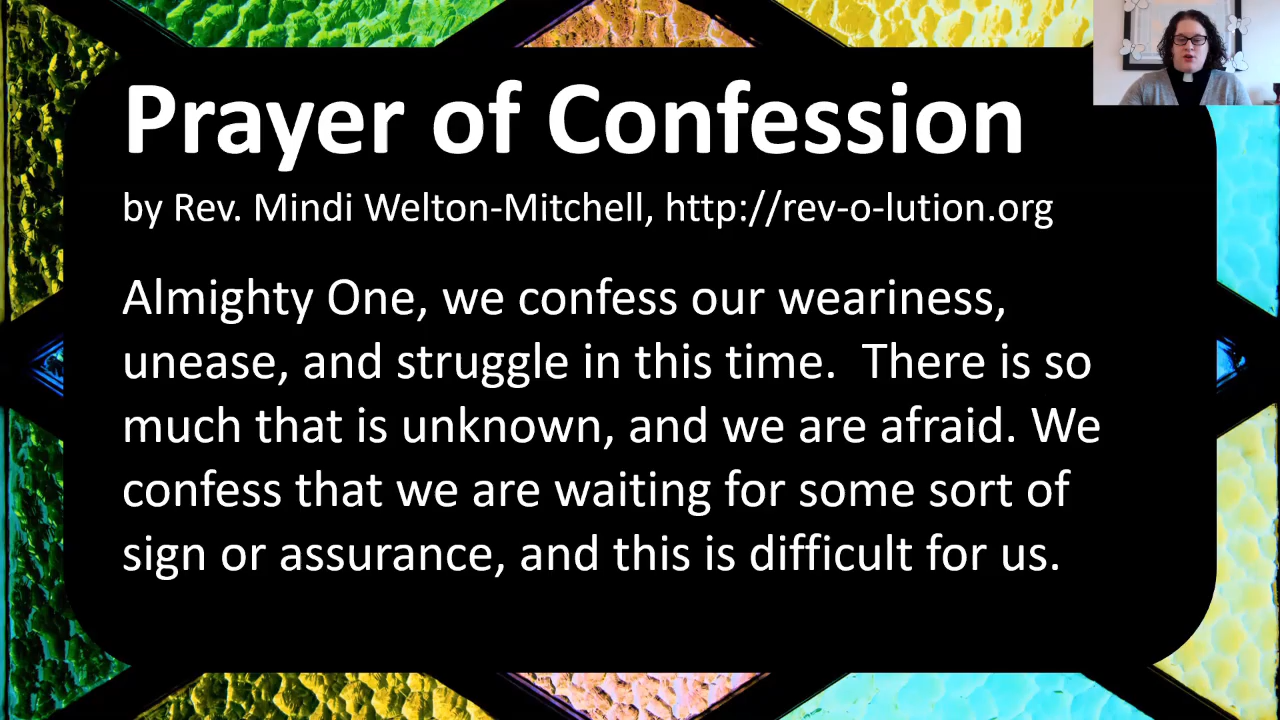 Prayer of Confession
by Rev. Mindi Welton-Mitchell, http://rev-o-lution.org
Almighty One, we confess our weariness,
unease, and struggle in this time.  There is so
much that is unknown, and we are afraid. We
confess that we are waiting for some sort of
sign or assurance, and this is difficult for us.